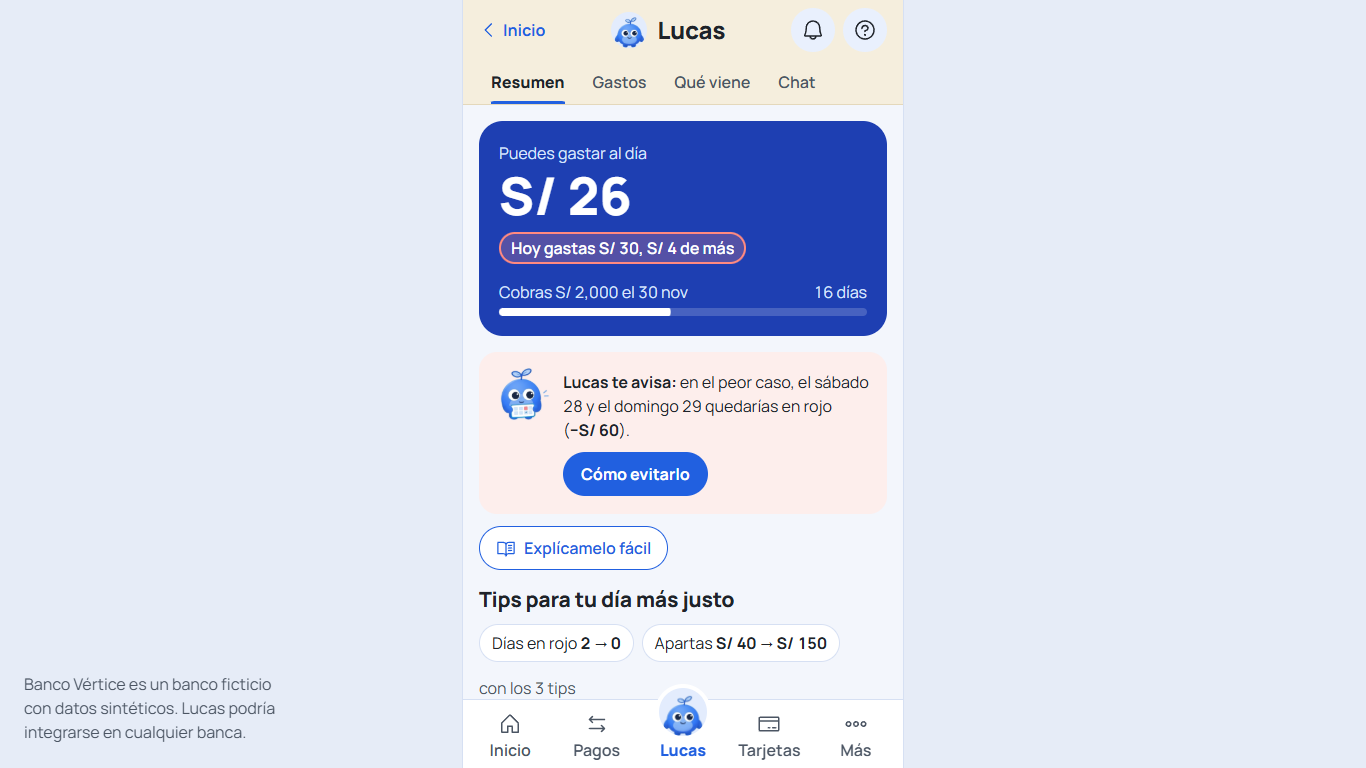 Inicio
Lucas
Resumen
Gastos
Qué viene
Chat
Puedes gastar al día
S/ 26
Hoy gastas S/ 30, S/ 4 de más
Cobras S/ 2,000 el 30 nov
16 días
Lucas te avisa: en el peor caso, el sábado
28 y el domingo 29 quedarías en rojo
(−S/ 60).
Cómo evitarlo
Explícamelo fácil
Tips para tu día más justo
Días en rojo 2 → 0
Apartas S/ 40 → S/ 150
con los 3 tips
Inicio
Pagos
Lucas
Tarjetas
Más
Banco Vértice es un banco ficticio
con datos sintéticos. Lucas podría
integrarse en cualquier banca.